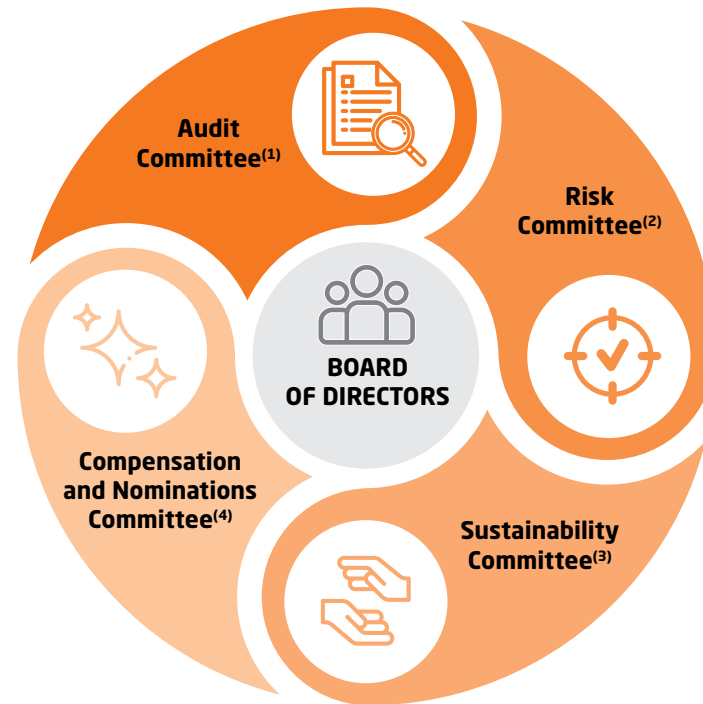 Audit
Committee(1)
Risk
Committee(2)
BOARD
OF DIRECTORS
Compensation
and Nominations
Committee(4)
Sustainability
Committee(3)